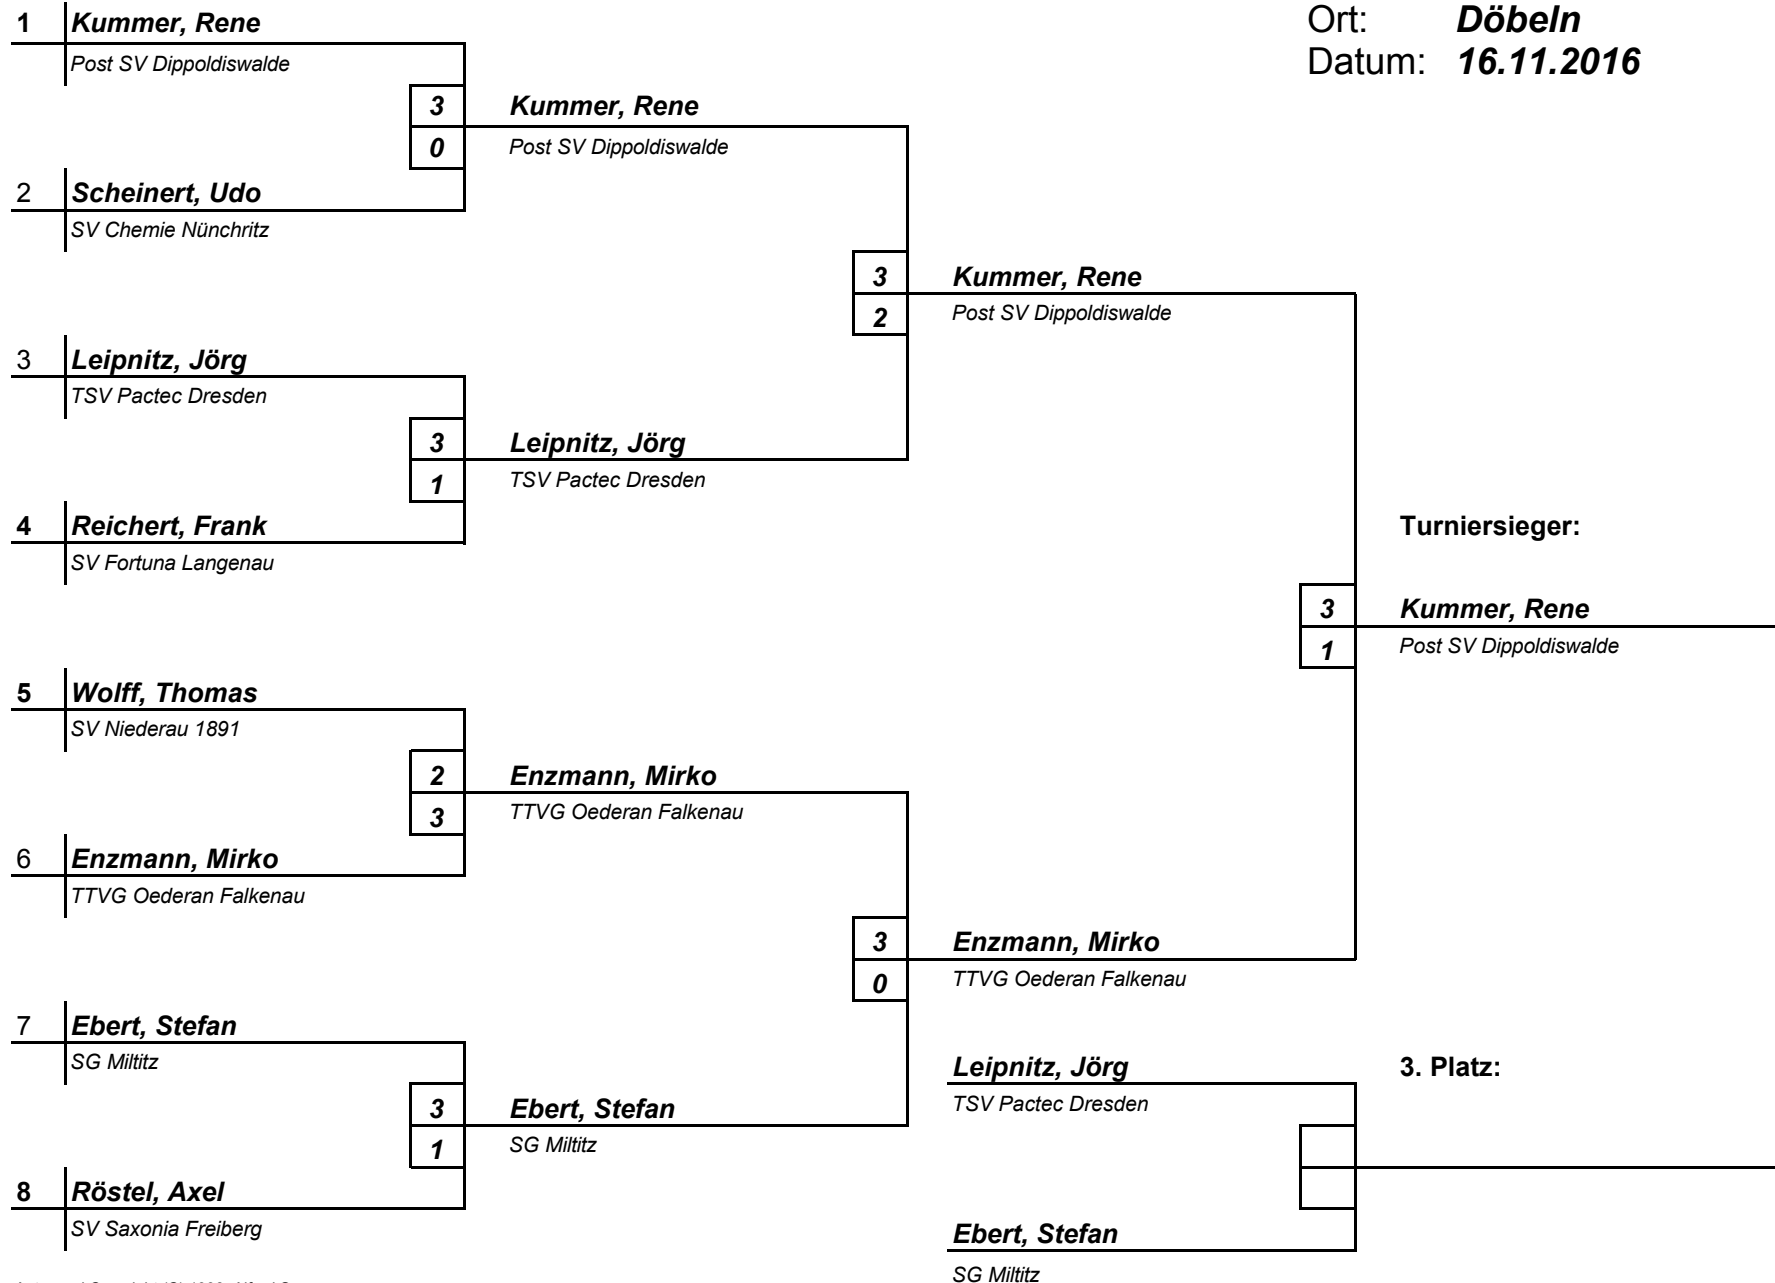 Ort: Döbeln
Datum: 16.11.2016
1 Kummer, Rene
Post SV Dippoldiswalde
3 Kummer, Rene
0 Post SV Dippoldiswalde
2 Scheinert, Udo
SV Chemie Nünchritz
3 Kummer, Rene
2 Post SV Dippoldiswalde
3 Leipnitz, Jörg
TSV Pactec Dresden
3 Leipnitz, Jörg
1 TSV Pactec Dresden
4 Reichert, Frank
SV Fortuna Langenau
Turniersieger:
3 Kummer, Rene
1 Post SV Dippoldiswalde
5 Wolff, Thomas
SV Niederau 1891
2 Enzmann, Mirko
3 TTVG Oederan Falkenau
6 Enzmann, Mirko
TTVG Oederan Falkenau
3 Enzmann, Mirko
0 TTVG Oederan Falkenau
7 Ebert, Stefan
SG Miltitz
Leipnitz, Jörg
TSV Pactec Dresden
3. Platz:
3 Ebert, Stefan
1 SG Miltitz
8 Röstel, Axel
SV Saxonia Freiberg
Ebert, Stefan
SG Miltitz